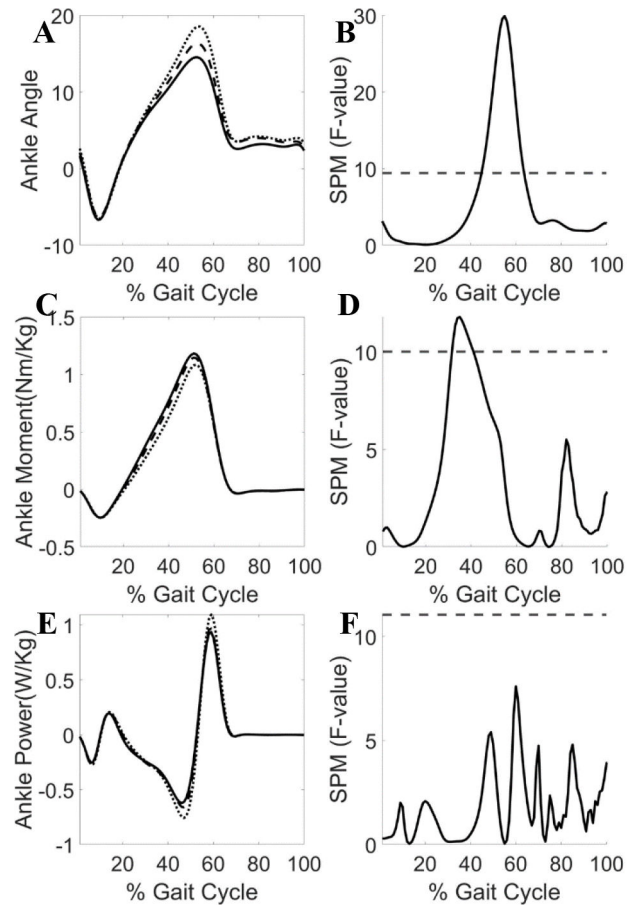 A
Ankle Angle
20
10
0
-10
20 40 60 80 100
% Gait Cycle
B
SPM (F-value)
30
20
10
0
20 40 60 80 100
% Gait Cycle
C
Ankle Moment(Nm/Kg)
1.5
1
0.5
0
-0.5
20 40 60 80 100
% Gait Cycle
D
SPM (F-value)
10
5
0
20 40 60 80 100
% Gait Cycle
E
Ankle Power(W/Kg)
1
0.5
0
-0.5
-1
20 40 60 80 100
% Gait Cycle
F
SPM (F-value)
10
5
0
20 40 60 80 100
% Gait Cycle